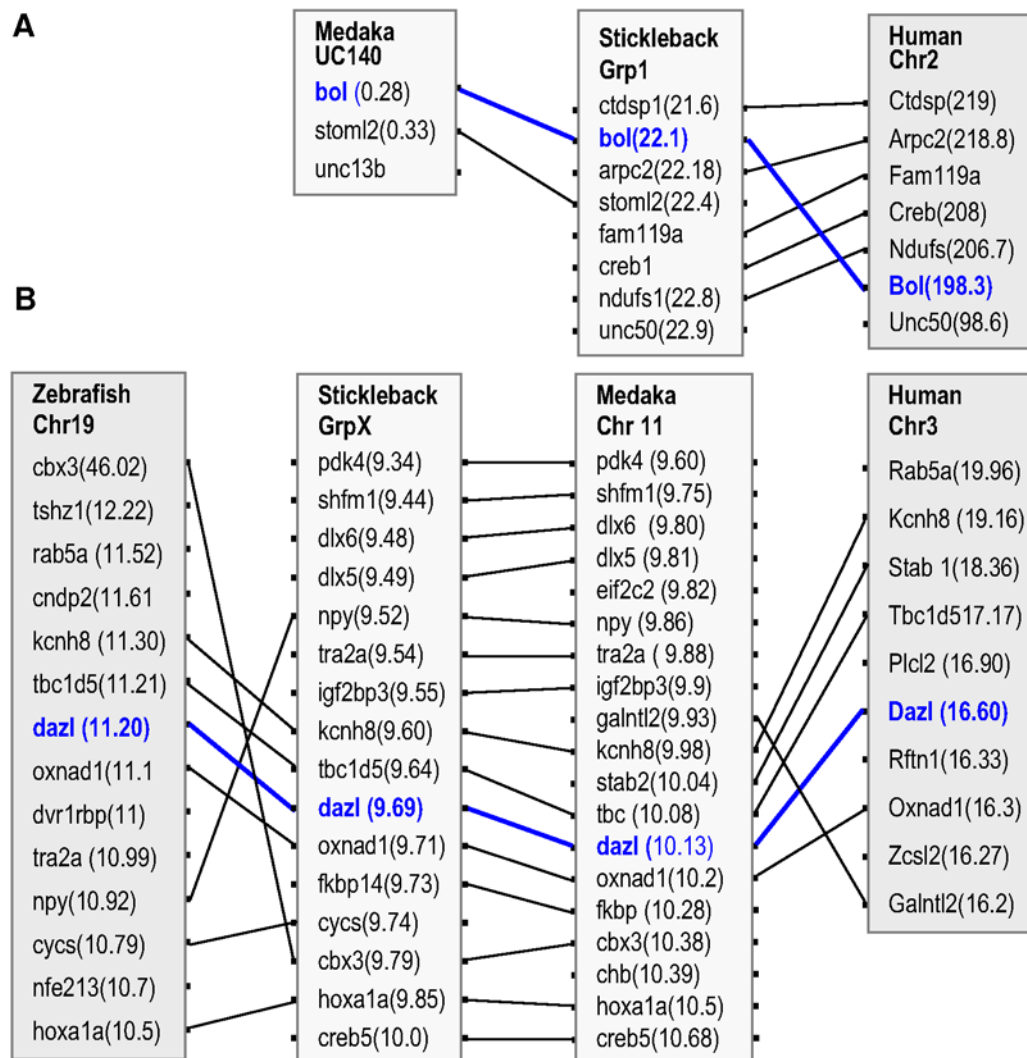 A
Medaka
UC140
bol (0.28)
stoml2(0.33)
unc13b
Stickleback
Grp1
ctdsp1(21.6)
bol(22.1)
arpc2(22.18)
stoml2(22.4)
fam119a
creb1
ndufs1(22.8)
unc50(22.9)
Human
Chr2
Ctdsp(219)
Arpc2(218.8)
Fam119a
Creb(208)
Ndufs(206.7)
Bol(198.3)
Unc50(98.6)
B
Zebrafish
Chr19
cbx3(46.02)
tshz1(12.22)
rab5a (11.52)
cndp2(11.61
kcnh8 (11.30)
tbc1d5(11.21)
dazl (11.20)
oxnad1(11.1
dvr1rbp(11)
tra2a (10.99)
npy(10.92)
cycs(10.79)
nfe213(10.7)
hoxa1a(10.5)
Stickleback
GrpX
pdk4(9.34)
shfm1(9.44)
dlx6(9.48)
dlx5(9.49)
npy(9.52)
tra2a(9.54)
igf2bp3(9.55)
kcnh8(9.60)
tbc1d5(9.64)
dazl (9.69)
oxnad1(9.71)
fkbp14(9.73)
cycs(9.74)
cbx3(9.79)
hoxa1a(9.85)
creb5(10.0)
Medaka
Chr 11
pdk4 (9.60)
shfm1(9.75)
dlx6 (9.80)
dlx5 (9.81)
eif2c2 (9.82)
npy (9.86)
tra2a ( 9.88)
igf2bp3(9.9)
galntl2(9.93)
kcnh8(9.98)
stab2(10.04)
tbc (10.08)
dazl (10.13)
oxnad1(10.2)
fkbp (10.28)
cbx3(10.38)
chb(10.39)
hoxa1a(10.5)
creb5(10.68)
Human
Chr3
Rab5a(19.96)
Kcnh8 (19.16)
Stab 1(18.36)
Tbc1d517.17)
Plcl2 (16.90)
Dazl (16.60)
Rftn1(16.33)
Oxnad1(16.3)
Zcsl2(16.27)
Galntl2(16.2)